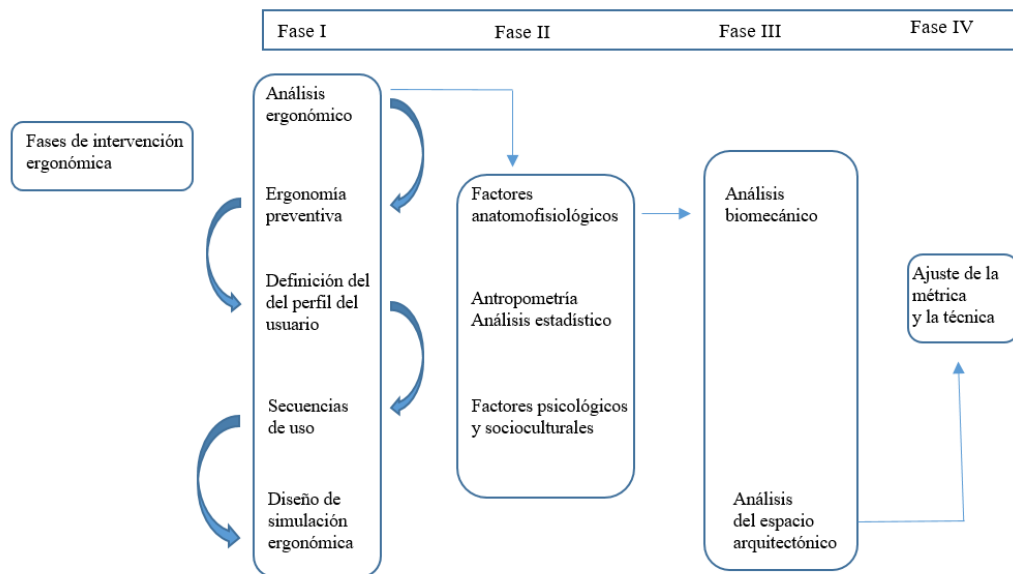 Fase I
Fase II
Fase III
Fase IV
Fases de intervención
ergonómica
Análisis
ergonómico
Ergonomía
preventiva
Definición del
del perfil del
usuario
Secuencias
de uso
Diseño de
simulación
ergonómica
Factores
anatomofisiológicos
Antropometría
Análisis estadístico
Factores psicológicos
y socioculturales
Análisis
biomecánico
Análisis
del espacio
arquitectónico
Ajuste de la
métrica
y la técnica